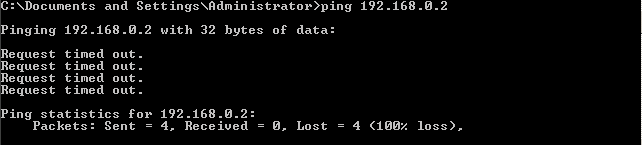 C:\Documents and Settings\Administrator>ping 192.168.0.2
Pinging 192.168.0.2 with 32 bytes of data:
Request timed out.
Request timed out.
Request timed out.
Request timed out.
Ping statistics for 192.168.0.2:
    Packets: Sent = 4, Received = 0, Lost = 4 (100% loss),